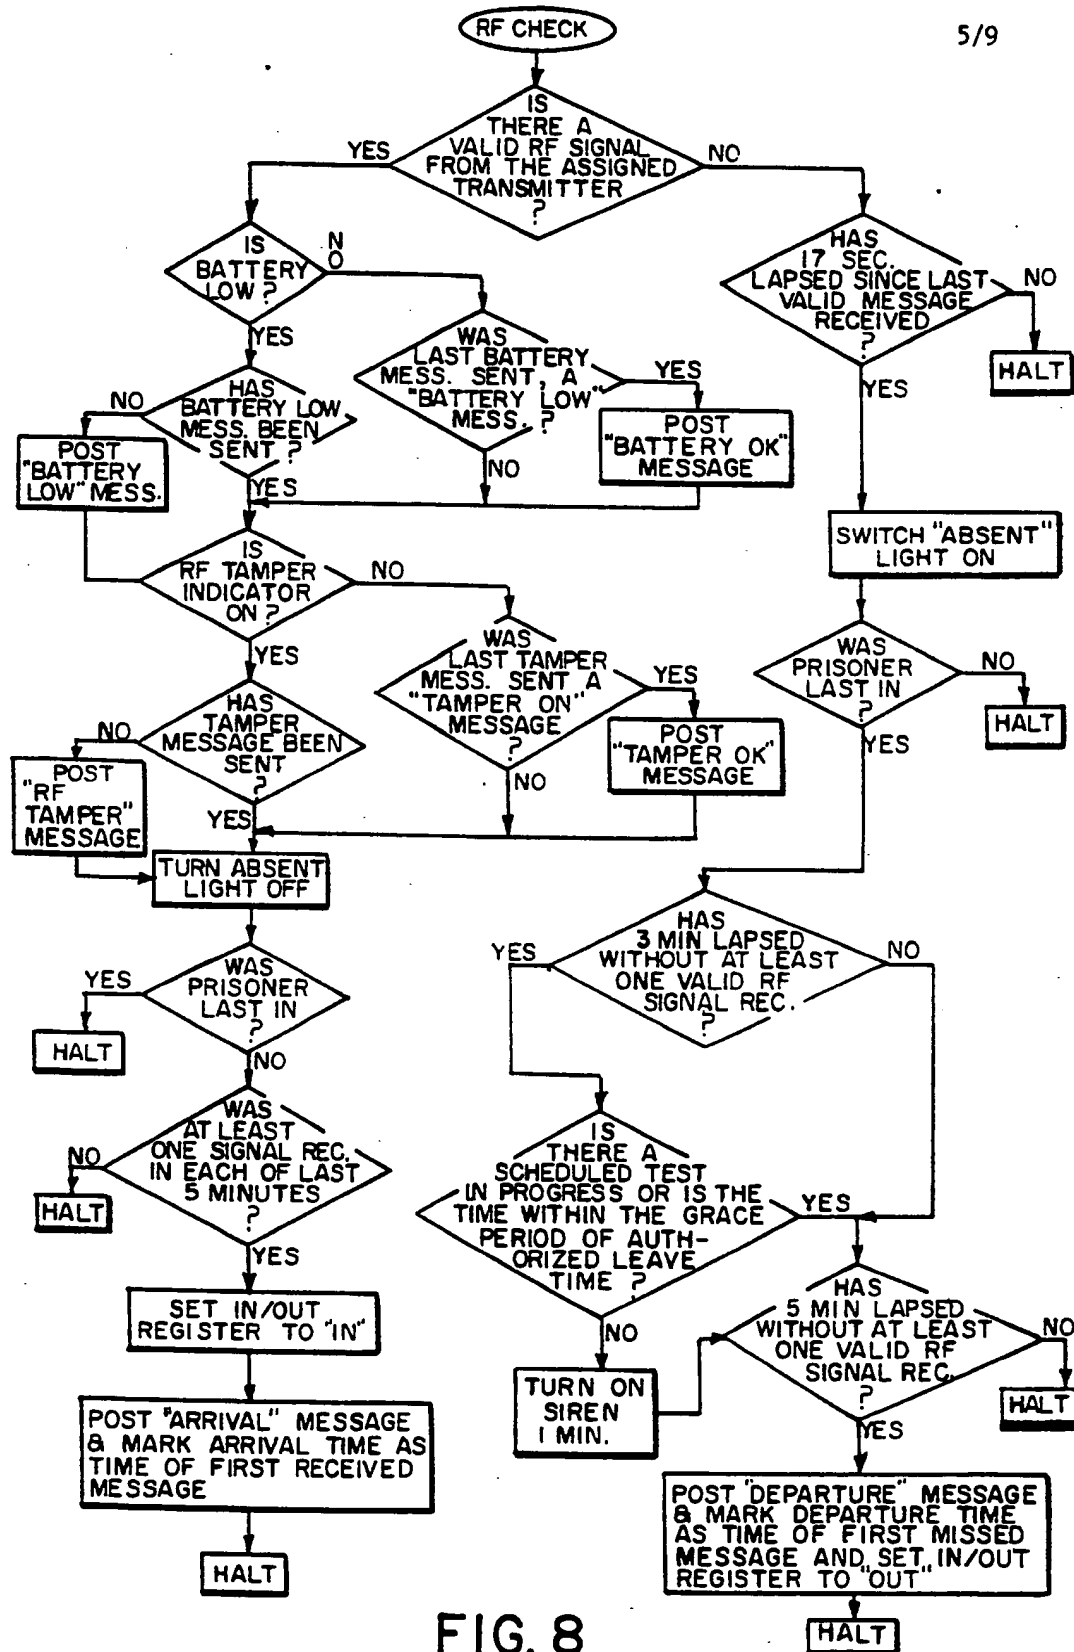 5/9
RF CHECK
IS
THERE A
VALID RF SIGNAL
FROM THE ASSIGNED
TRANSMITTER
?
YES
NO
IS
BATTERY
LOW ?
N
O
YES
HAS
17 SEC.
LAPSED SINCE LAST
VALID MESSAGE
RECEIVED
?
NO
HALT
YES
WAS
LAST BATTERY
MESS. SENT, A
"BATTERY LOW"
MESS. ?
YES
NO
POST
"BATTERY OK"
MESSAGE
HAS
BATTERY LOW
MESS. BEEN
SENT ?
NO
YES
POST
"BATTERY
LOW" MESS.
SWITCH "ABSENT"
LIGHT ON
IS
RF TAMPER
INDICATOR
ON ?
NO
YES
WAS
LAST TAMPER
MESS. SENT A
"TAMPER ON"
MESSAGE
?
YES
NO
POST
"TAMPER OK"
MESSAGE
WAS
PRISONER
LAST IN
?
NO
HALT
YES
HAS
TAMPER
MESSAGE BEEN
SENT
?
NO
YES
POST
"RF
TAMPER"
MESSAGE
TURN ABSENT
LIGHT OFF
HAS
3 MIN LAPSED
WITHOUT AT LEAST
ONE VALID RF
SIGNAL REC.
?
YES
NO
WAS
PRISONER
LAST IN
?
YES
HALT
NO
WAS
AT LEAST
ONE SIGNAL REC.
IN EACH OF LAST
5 MINUTES
?
NO
HALT
YES
IS
THERE A
SCHEDULED TEST
IN PROGRESS OR IS THE
TIME WITHIN THE GRACE
PERIOD OF AUTH-
ORIZED LEAVE
TIME ?
YES
NO
SET IN/OUT
REGISTER TO "IN"
HAS
5 MIN LAPSED
WITHOUT AT LEAST
ONE VALID RF
SIGNAL REC.
?
NO
HALT
YES
TURN ON
SIREN
1 MIN.
POST "ARRIVAL" MESSAGE
& MARK ARRIVAL TIME AS
TIME OF FIRST RECEIVED
MESSAGE
HALT
POST "DEPARTURE" MESSAGE
& MARK DEPARTURE TIME
AS TIME OF FIRST MISSED
MESSAGE AND SET IN/OUT
REGISTER TO "OUT"
HALT
FIG. 8